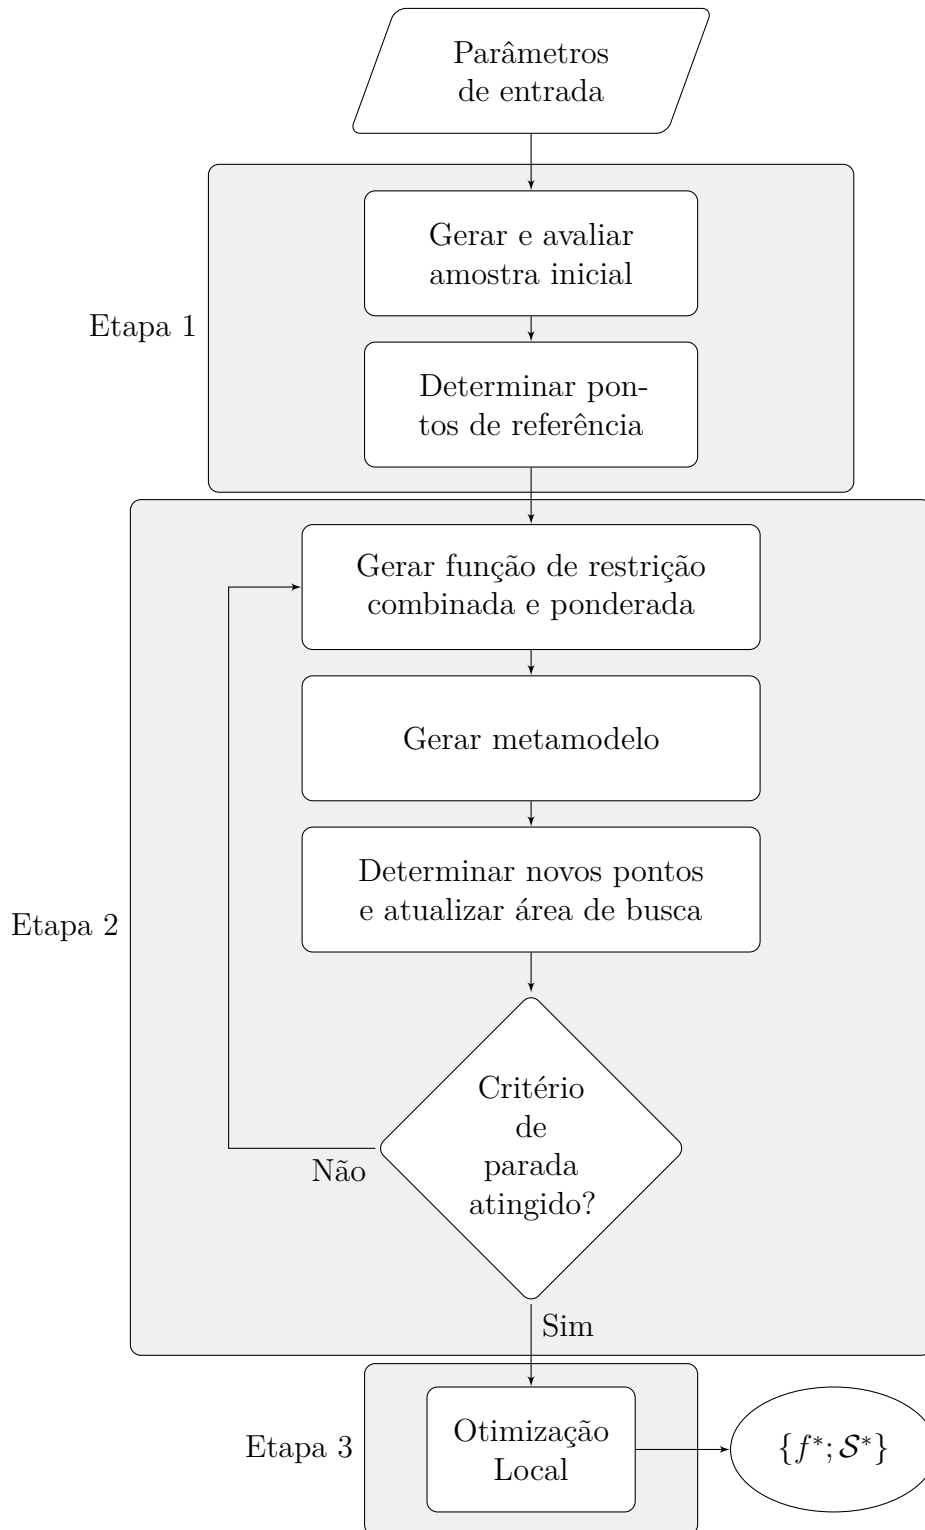 Parâmetros
de entrada
Gerar e avaliar
amostra inicial
Etapa 1
Determinar pon-
tos de referência
Gerar função de restrição
combinada e ponderada
Gerar metamodelo
Determinar novos pontos
e atualizar área de busca
Etapa 2
Critério
de
parada
atingido?
Não
Sim
Otimização
Local
Etapa 3
{f*; S*}